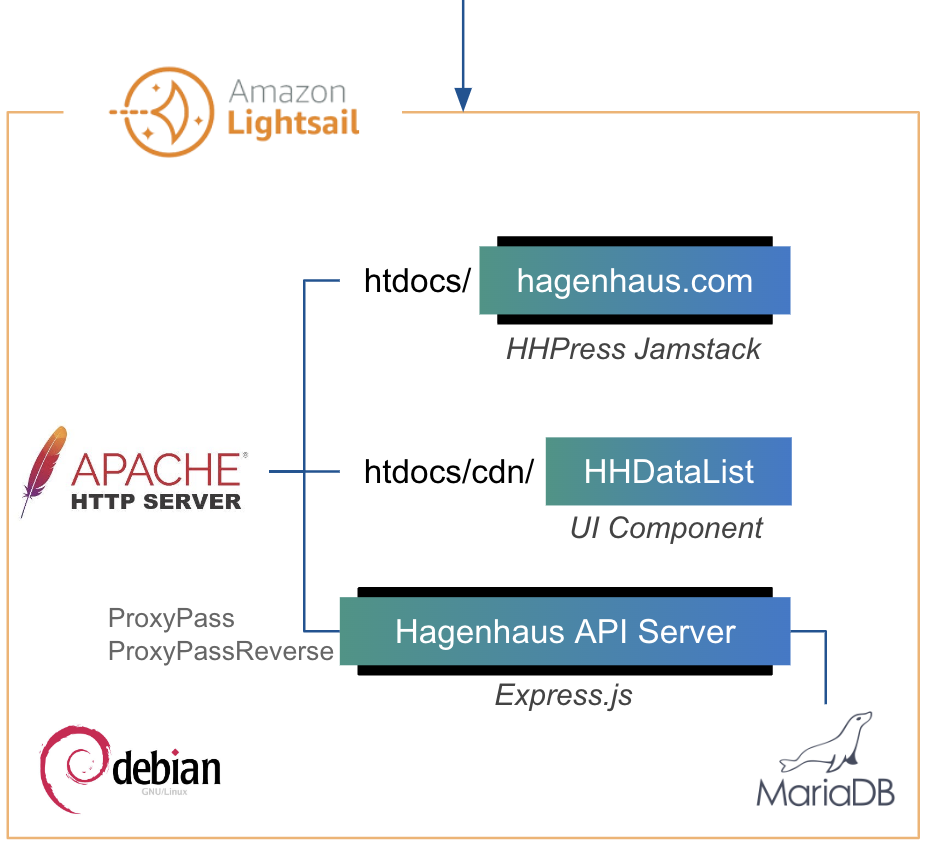 Amazon
Lightsail
htdocs/ hagenhaus.com
HHPress Jamstack
APACHE®
HTTP SERVER
htdocs/cdn/ HHDataList
UI Component
ProxyPass
ProxyPassReverse
Hagenhaus API Server
Express.js
debian
GNU/Linux
MariaDB